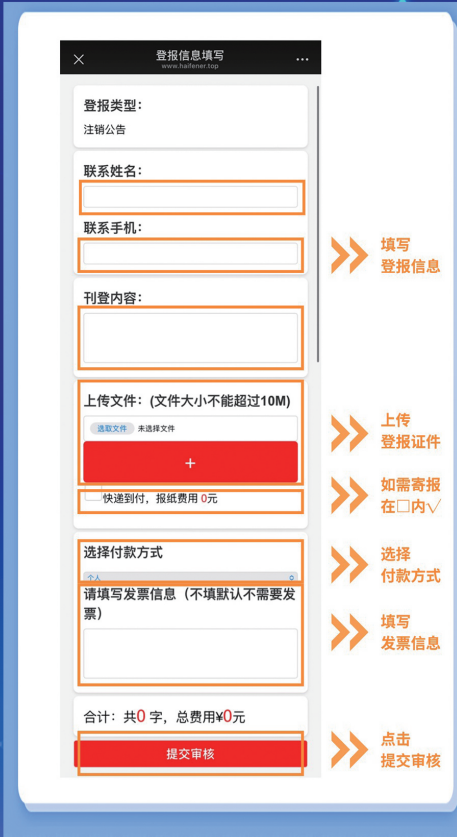 登报信息填写
www.haifener.top
登报类型：
注销公告
联系姓名：
联系手机：
填写
登报信息
刊登内容：
上传文件：(文件大小不能超过10M)
选取文件 未选择文件
+
上传
登报证件
快递到付，报纸费用 0元
如需寄报
在□内√
选择付款方式
个人
选择
付款方式
请填写发票信息（不填默认不需要发
票）
填写
发票信息
合计：共0 字，总费用¥0元
提交审核
点击
提交审核